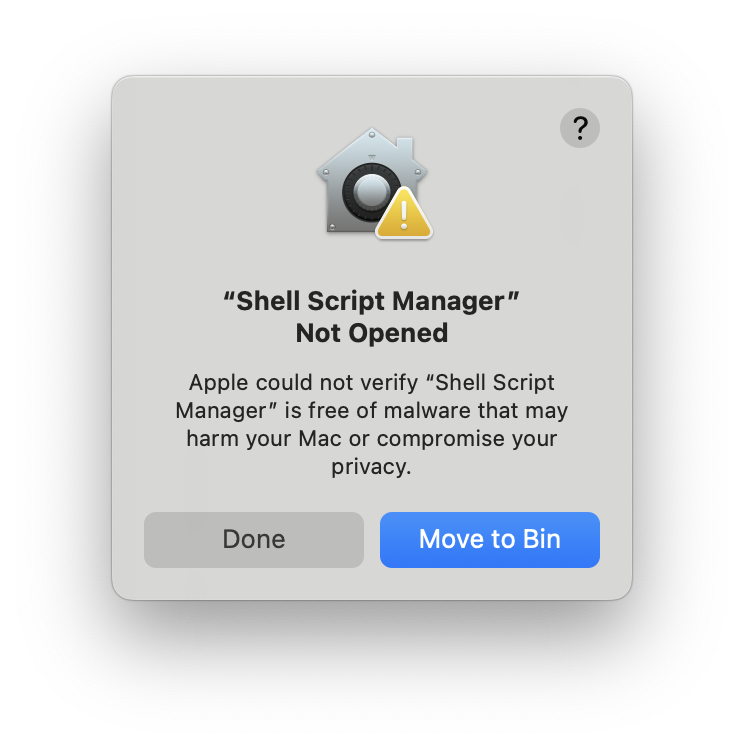 ?
“Shell Script Manager”
Not Opened
Apple could not verify “Shell Script
Manager” is free of malware that may
harm your Mac or compromise your
privacy.
Done
Move to Bin